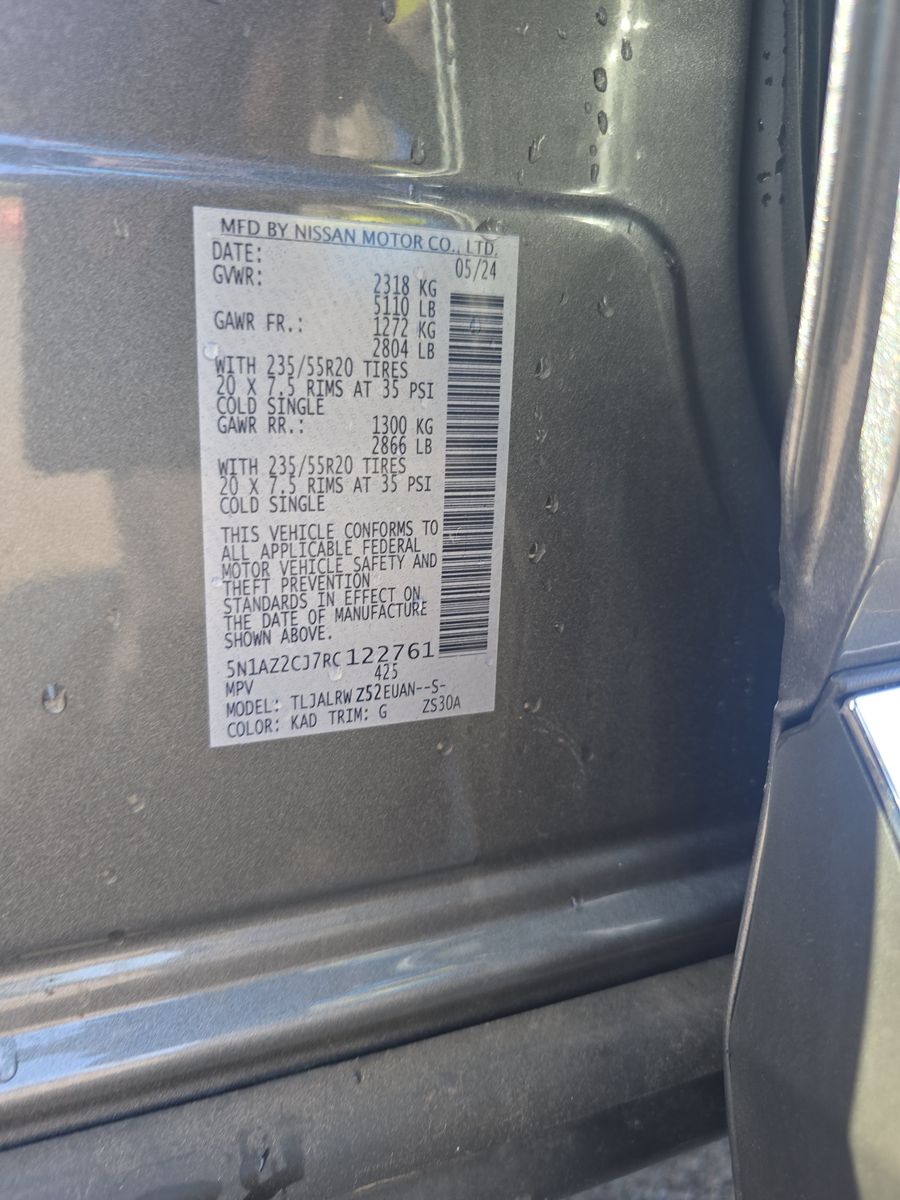 MFD BY NISSAN MOTOR CO., LTD.
DATE: 05/24
GVWR: 2318 KG
5110 LB
GAWR FR.: 1272 KG
2804 LB
WITH 235/55R20 TIRES
20 X 7.5 RIMS AT 35 PSI
COLD SINGLE
GAWR RR.: 1300 KG
2866 LB
WITH 235/55R20 TIRES
20 X 7.5 RIMS AT 35 PSI
COLD SINGLE
THIS VEHICLE CONFORMS TO
ALL APPLICABLE FEDERAL
MOTOR VEHICLE SAFETY AND
THEFT PREVENTION
STANDARDS IN EFFECT ON
THE DATE OF MANUFACTURE
SHOWN ABOVE.
5N1AZ2CJ7RC122761
MPV 425
MODEL: TLJALRWZ52EUAN--S-
COLOR: KAD TRIM: G ZS30A